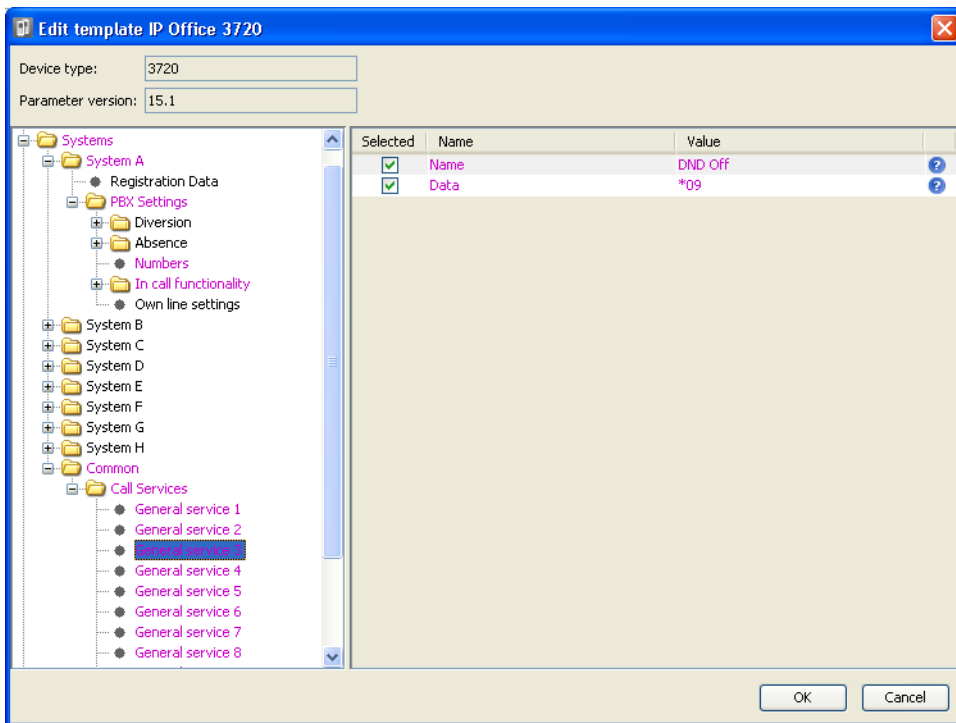 Edit template IP Office 3720
Device type: 3720
Parameter version: 15.1
Systems
System A
Registration Data
PBX Settings
Diversion
Absence
Numbers
In call functionality
Own line settings
System B
System C
System D
System E
System F
System G
System H
Common
Call Services
General service 1
General service 2
General service 3
General service 4
General service 5
General service 6
General service 7
General service 8
Selected Name Value
Name DND Off
Data *09
OK Cancel